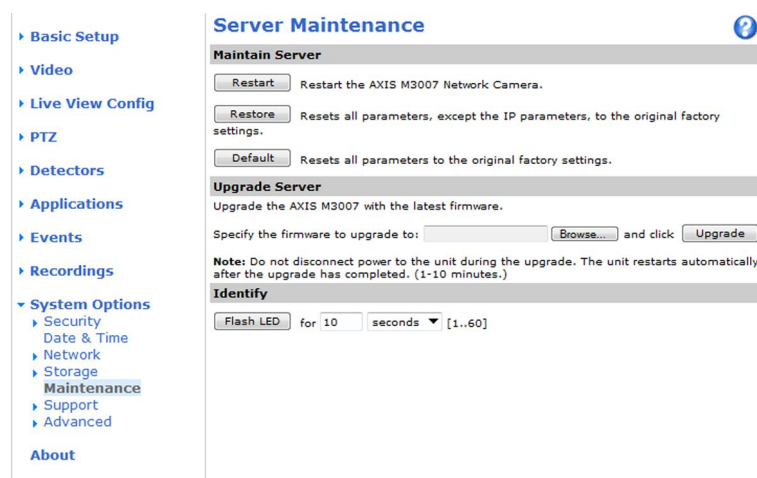 Basic Setup
Video
Live View Config
PTZ
Detectors
Applications
Events
Recordings
System Options
Security
Date & Time
Network
Storage
Maintenance
Support
Advanced
About
Server Maintenance
?
Maintain Server
Restart Restart the AXIS M3007 Network Camera.
Restore Resets all parameters, except the IP parameters, to the original factory
settings.
Default Resets all parameters to the original factory settings.
Upgrade Server
Upgrade the AXIS M3007 with the latest firmware.
Specify the firmware to upgrade to: Browse... and click Upgrade
Note: Do not disconnect power to the unit during the upgrade. The unit restarts automatically
after the upgrade has completed. (1-10 minutes.)
Identify
Flash LED for 10 seconds [1..60]